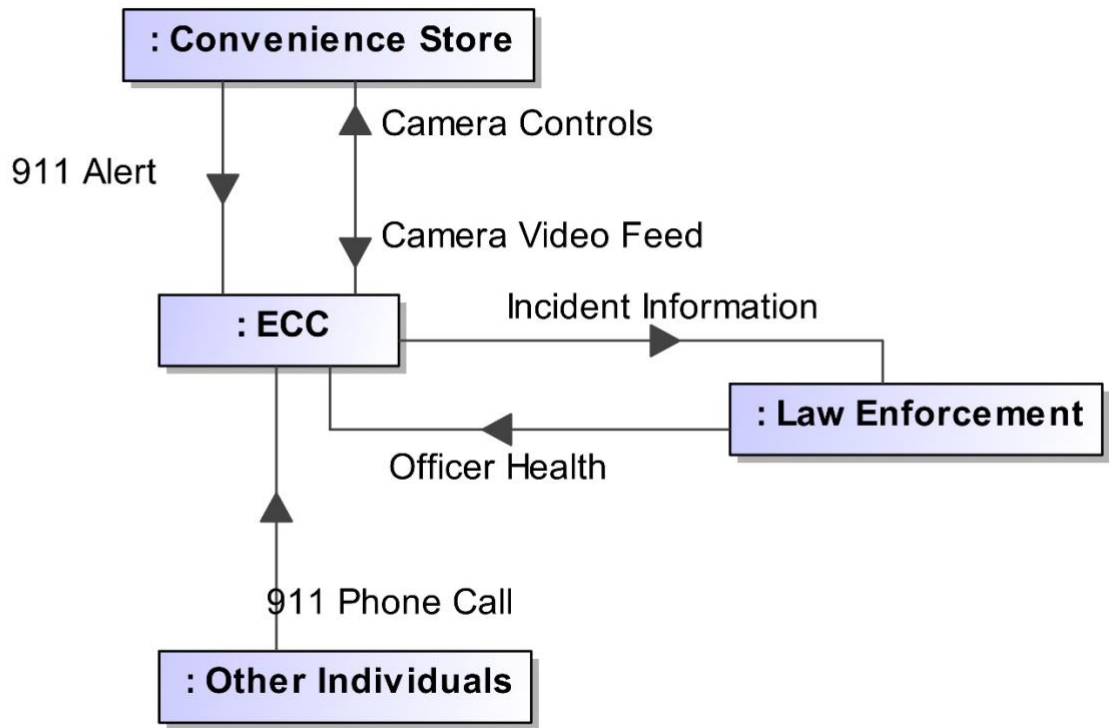 : Convenience Store
Camera Controls
911 Alert
Camera Video Feed
Incident Information
: ECC
: Law Enforcement
Officer Health
911 Phone Call
: Other Individuals